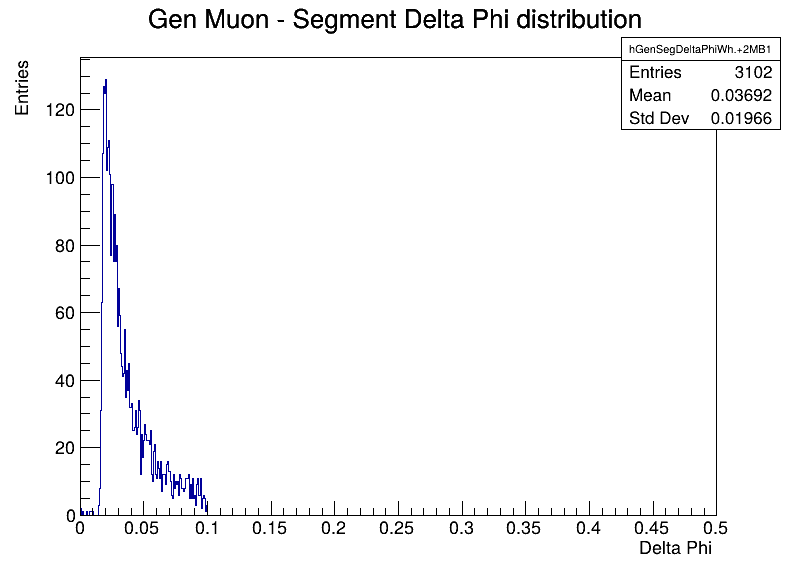 Gen Muon - Segment Delta Phi distribution
hGenSegDeltaPhiWh.+2MB1
Entries 3102
Mean 0.03692
Std Dev 0.01966
Entries
120
100
80
60
40
20
0
0 0.05 0.1 0.15 0.2 0.25 0.3 0.35 0.4 0.45 0.5
Delta Phi